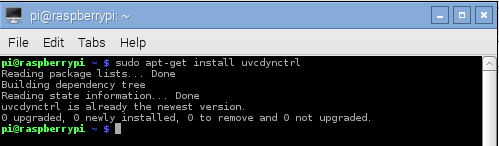 pi@raspberrypi: ~
File Edit Tabs Help
pi@raspberrypi ~ $ sudo apt-get install uvcdynctrl
Reading package lists... Done
Building dependency tree
Reading state information... Done
uvcdynctrl is already the newest version.
0 upgraded, 0 newly installed, 0 to remove and 0 not upgraded.
pi@raspberrypi ~ $